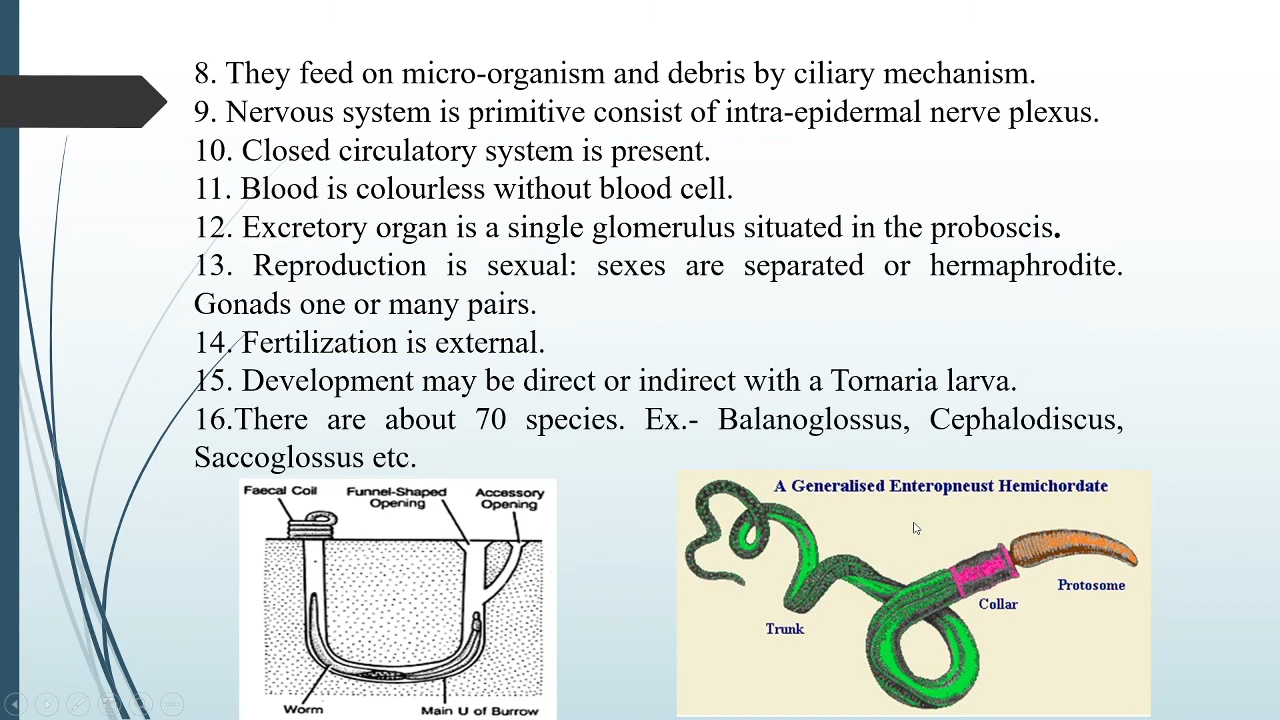 8. They feed on micro-organism and debris by ciliary mechanism.
9. Nervous system is primitive consist of intra-epidermal nerve plexus.
10. Closed circulatory system is present.
11. Blood is colourless without blood cell.
12. Excretory organ is a single glomerulus situated in the proboscis.
13. Reproduction is sexual: sexes are separated or hermaphrodite.
Gonads one or many pairs.
14. Fertilization is external.
15. Development may be direct or indirect with a Tornaria larva.
16.There are about 70 species. Ex.- Balanoglossus, Cephalodiscus,
Saccoglossus etc.
Faecal Coil
Funnel-Shaped
Opening
Accessory
Opening
Worm
Main U of Burrow
A Generalised Enteropneust Hemichordate
Protosome
Collar
Trunk